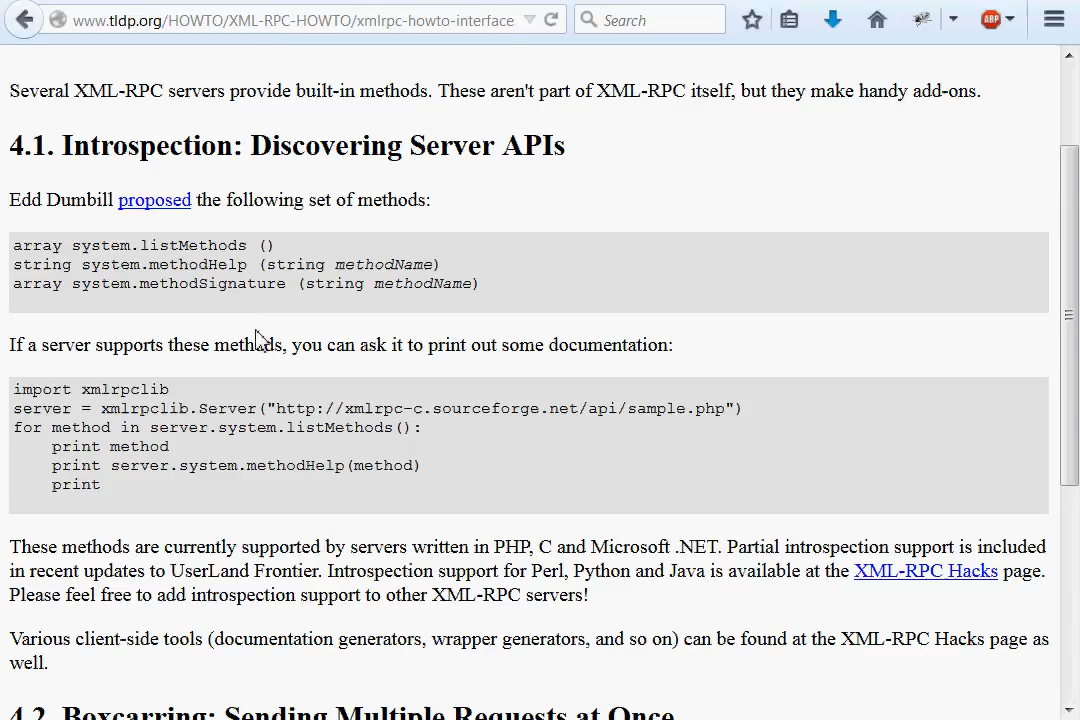 www.tldp.org/HOWTO/XML-RPC-HOWTO/xmlrpc-howto-interface
Search
ABP
Several XML-RPC servers provide built-in methods. These aren't part of XML-RPC itself, but they make handy add-ons.
4.1. Introspection: Discovering Server APIs
Edd Dumbill proposed the following set of methods:
array system.listMethods ()
string system.methodHelp (string methodName)
array system.methodSignature (string methodName)
If a server supports these methods, you can ask it to print out some documentation:
import xmlrpclib
server = xmlrpclib.Server("http://xmlrpc-c.sourceforge.net/api/sample.php")
for method in server.system.listMethods():
    print method
    print server.system.methodHelp(method)
    print
These methods are currently supported by servers written in PHP, C and Microsoft .NET. Partial introspection support is included
in recent updates to UserLand Frontier. Introspection support for Perl, Python and Java is available at the XML-RPC Hacks page.
Please feel free to add introspection support to other XML-RPC servers!
Various client-side tools (documentation generators, wrapper generators, and so on) can be found at the XML-RPC Hacks page as
well.
4.2. Boxcarring: Sending Multiple Requests at Once